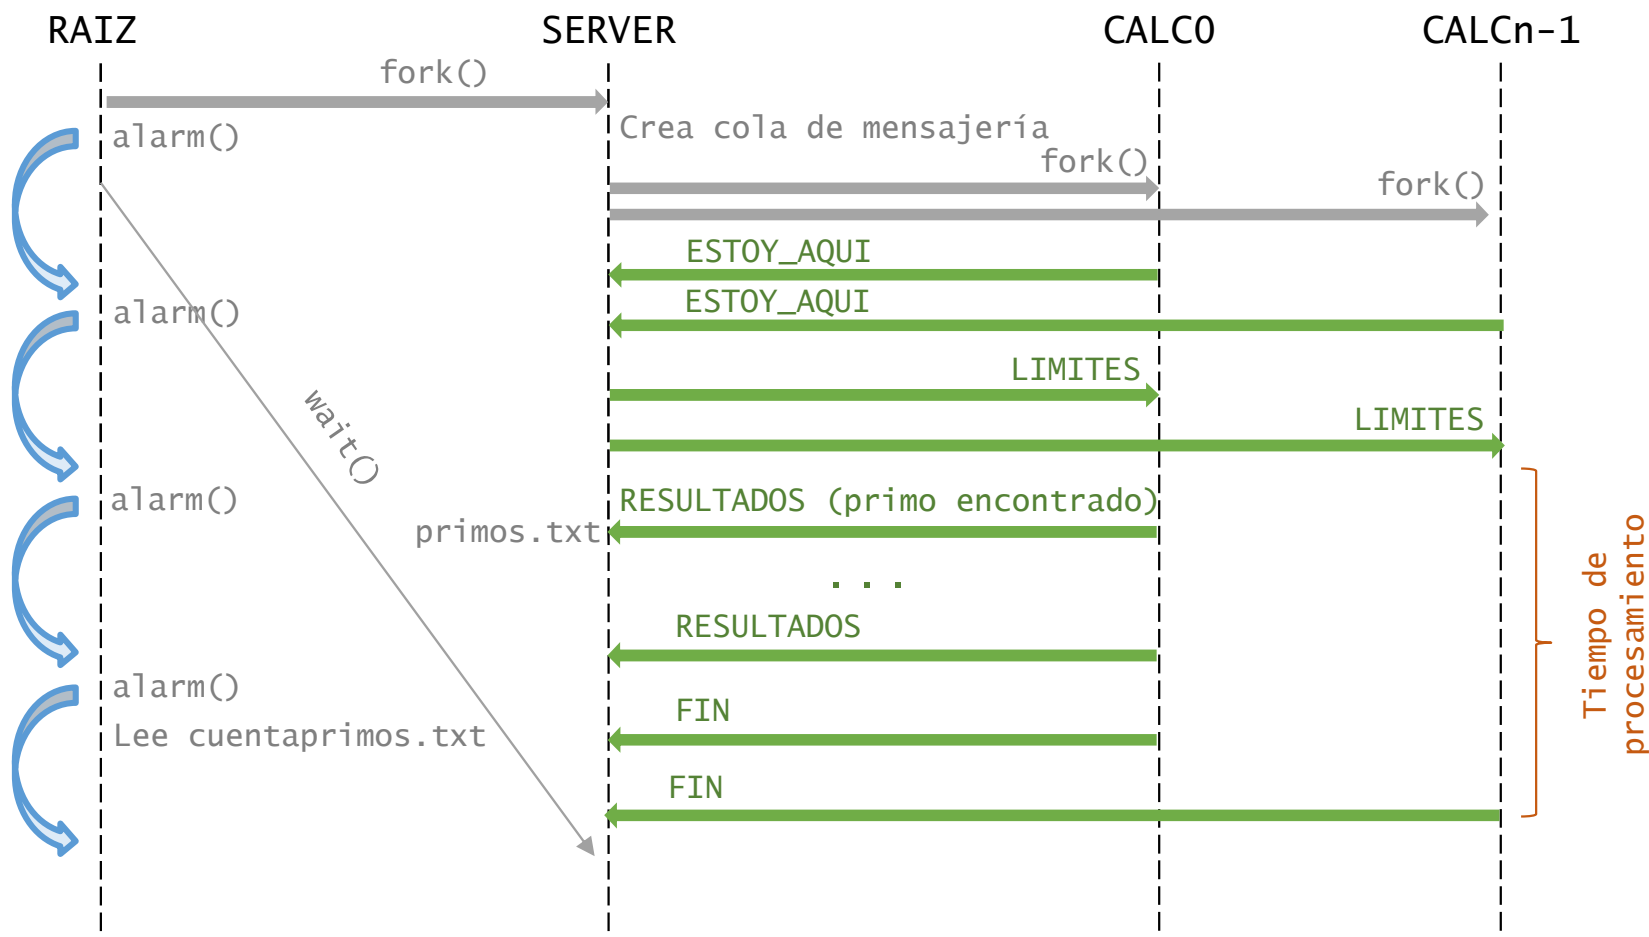 RAIZ
SERVER
CALC0
CALCn-1
fork()
alarm()
Crea cola de mensajería
fork()
fork()
ESTOY_AQUI
ESTOY_AQUI
alarm()
LIMITES
wait()
LIMITES
alarm()
RESULTADOS (primo encontrado)
primos.txt
. . .
RESULTADOS
alarm()
FIN
Lee cuentaprimos.txt
FIN
Tiempo de
procesamiento